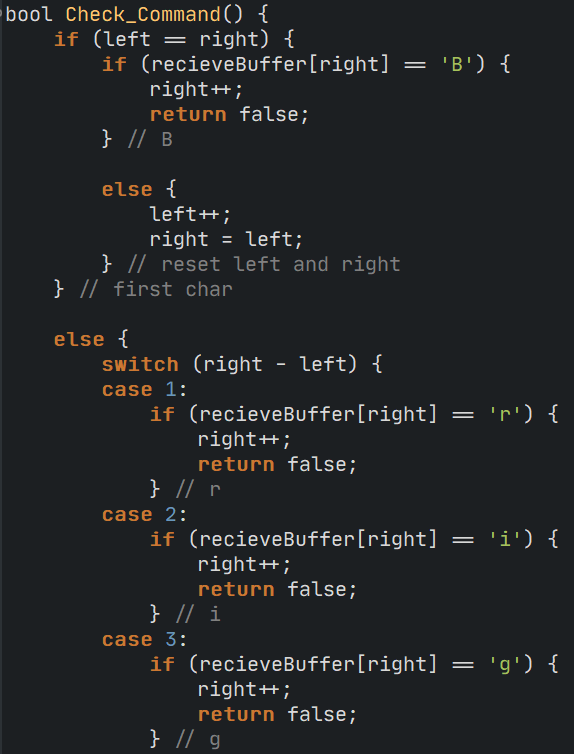 bool Check_Command() {
    if (left == right) {
        if (recieveBuffer[right] == 'B') {
            right++;
            return false;
        } // B

        else {
            left++;
            right = left;
        } // reset left and right
    } // first char

    else {
        switch (right - left) {
        case 1:
            if (recieveBuffer[right] == 'r') {
                right++;
                return false;
            } // r
        case 2:
            if (recieveBuffer[right] == 'i') {
                right++;
                return false;
            } // i
        case 3:
            if (recieveBuffer[right] == 'g') {
                right++;
                return false;
            } // g